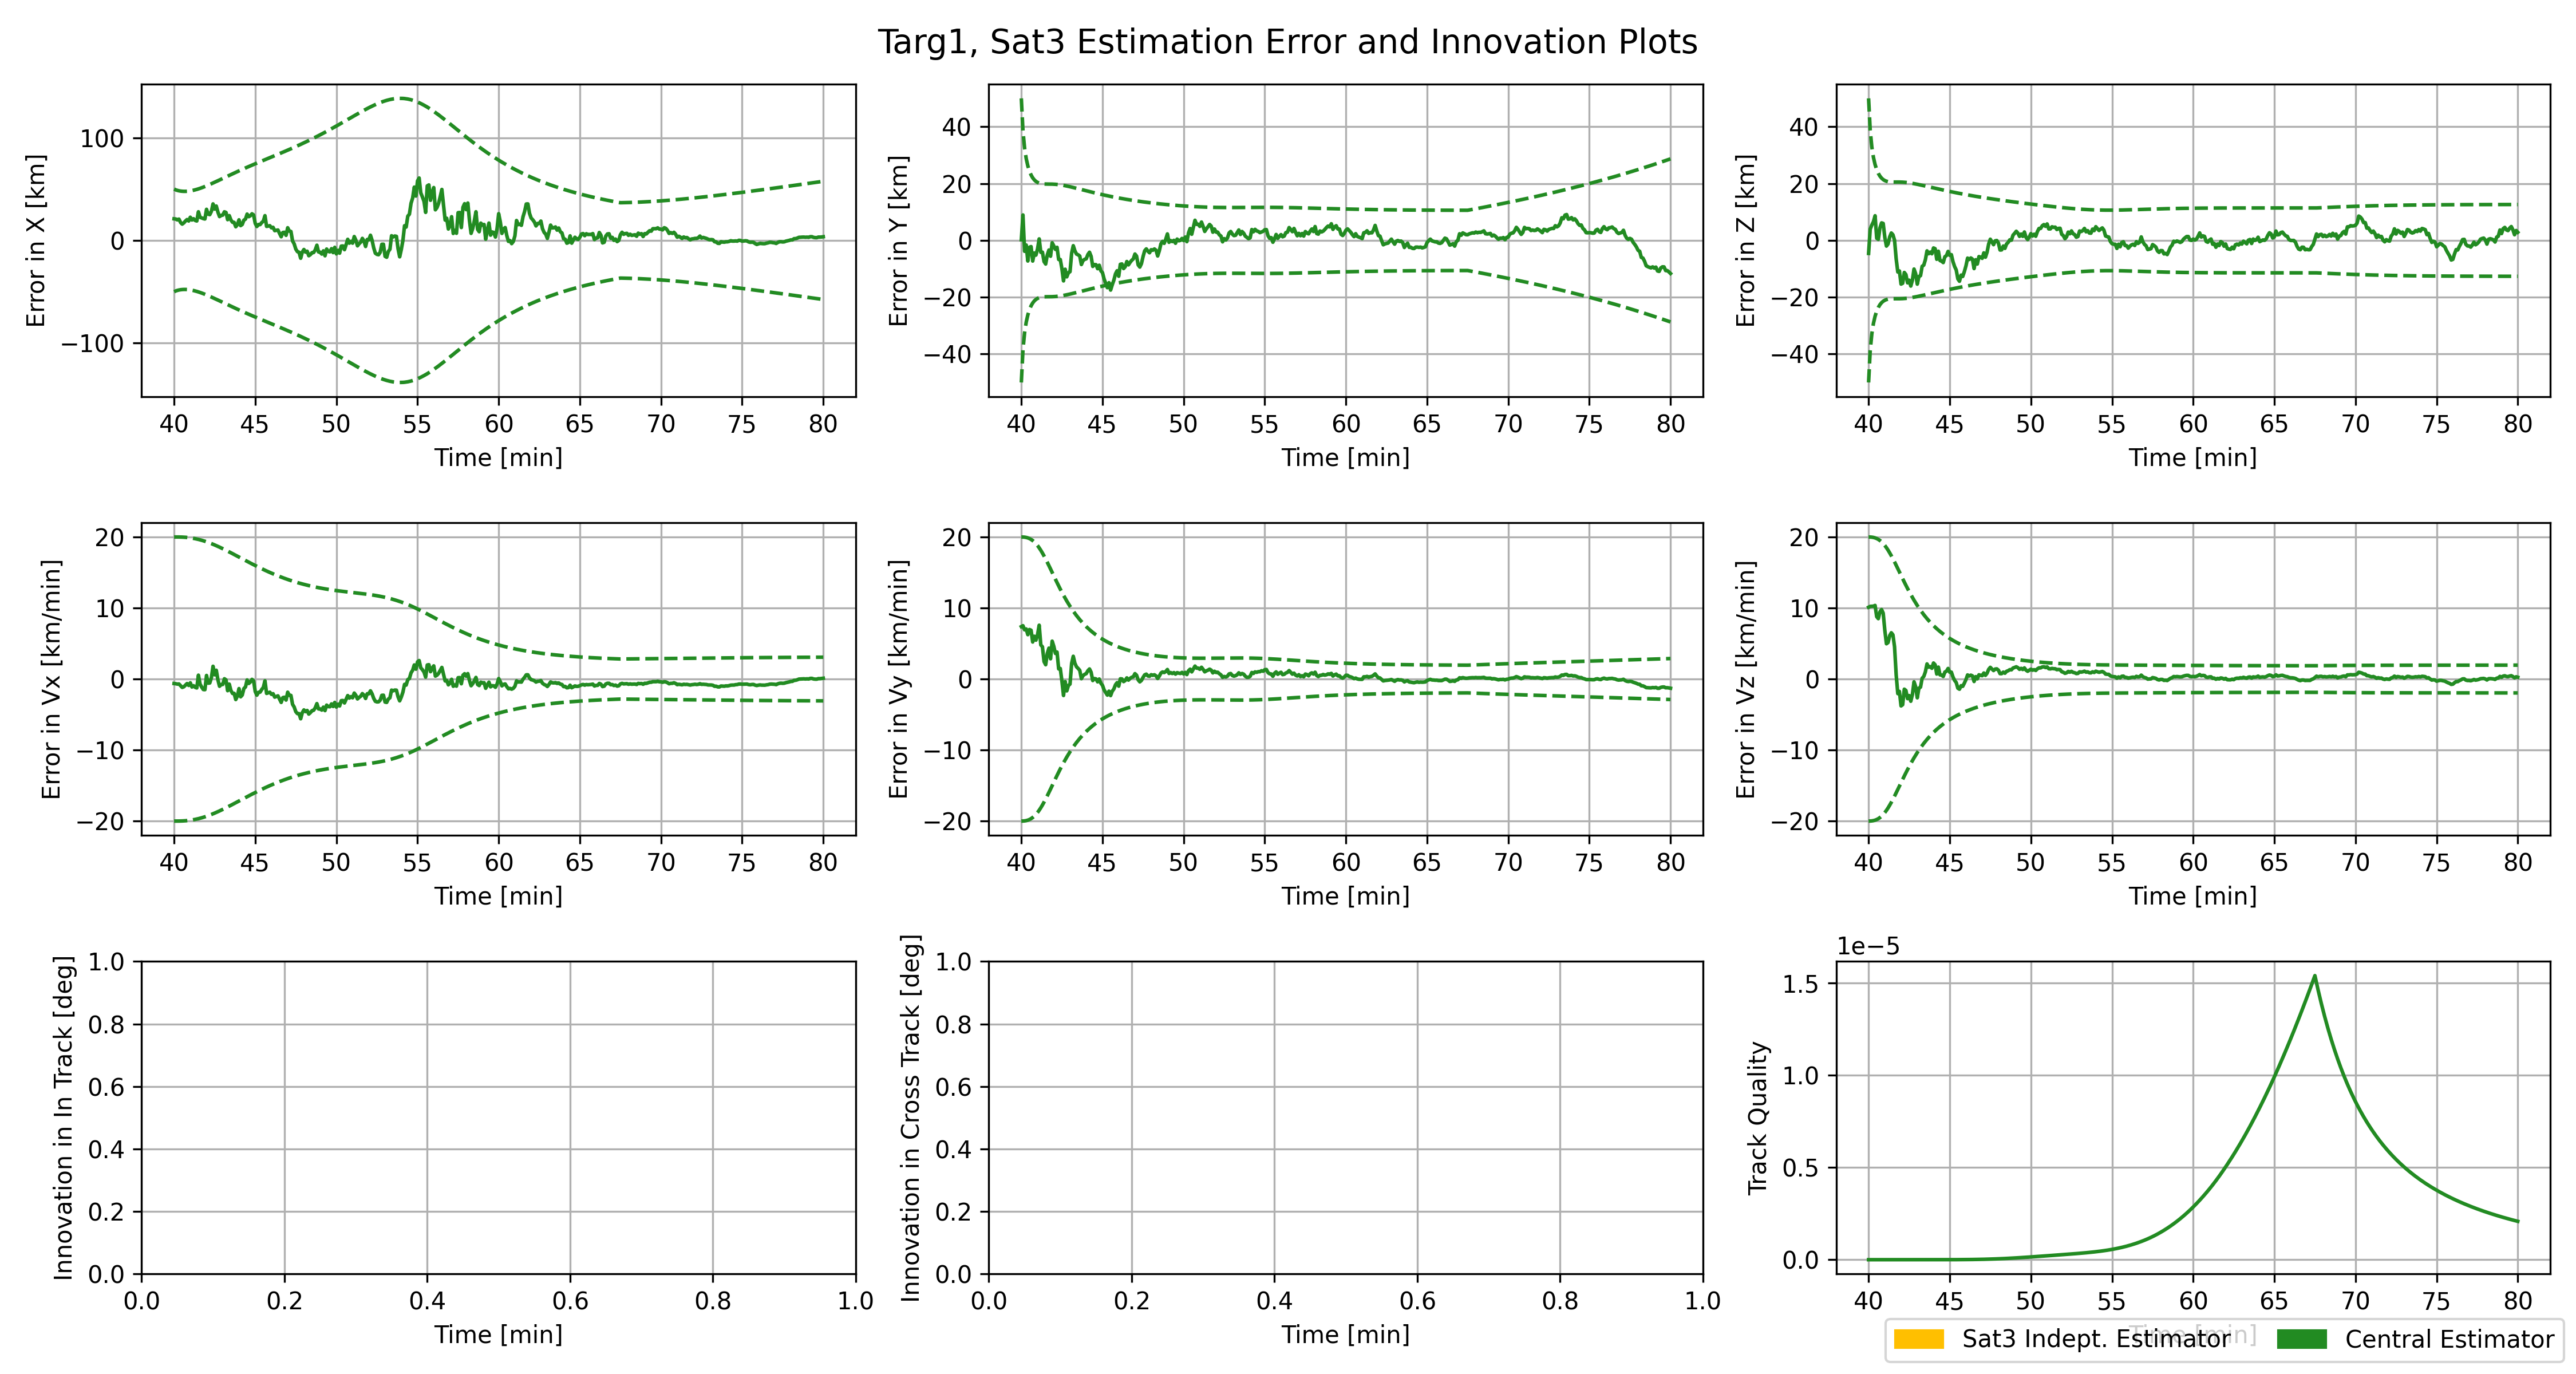 Targ1, Sat3 Estimation Error and Innovation Plots
Error in X [km]
100
0
−100
40 45 50 55 60 65 70 75 80
Time [min]
Error in Y [km]
40
20
0
−20
−40
40 45 50 55 60 65 70 75 80
Time [min]
Error in Z [km]
40
20
0
−20
−40
40 45 50 55 60 65 70 75 80
Time [min]
Error in Vx [km/min]
20
10
0
−10
−20
40 45 50 55 60 65 70 75 80
Time [min]
Error in Vy [km/min]
20
10
0
−10
−20
40 45 50 55 60 65 70 75 80
Time [min]
Error in Vz [km/min]
20
10
0
−10
−20
40 45 50 55 60 65 70 75 80
Time [min]
Innovation in In Track [deg]
1.0
0.8
0.6
0.4
0.2
0.0
0.0 0.2 0.4 0.6 0.8 1.0
Time [min]
Innovation in Cross Track [deg]
1.0
0.8
0.6
0.4
0.2
0.0
0.0 0.2 0.4 0.6 0.8 1.0
Time [min]
1e−5
Track Quality
1.5
1.0
0.5
0.0
40 45 50 55 60 65 70 75 80
Time [min]
Sat3 Indept. Estimator
Central Estimator